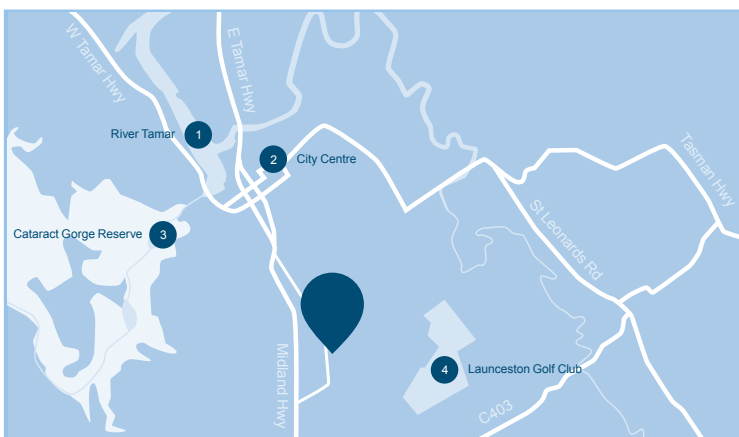 W Tamar Hwy
E Tamar Hwy
River Tamar
1
2
City Centre
Tasman Hwy
Cataract Gorge Reserve
3
St Leonards Rd
Midland Hwy
4
Launceston Golf Club
C403